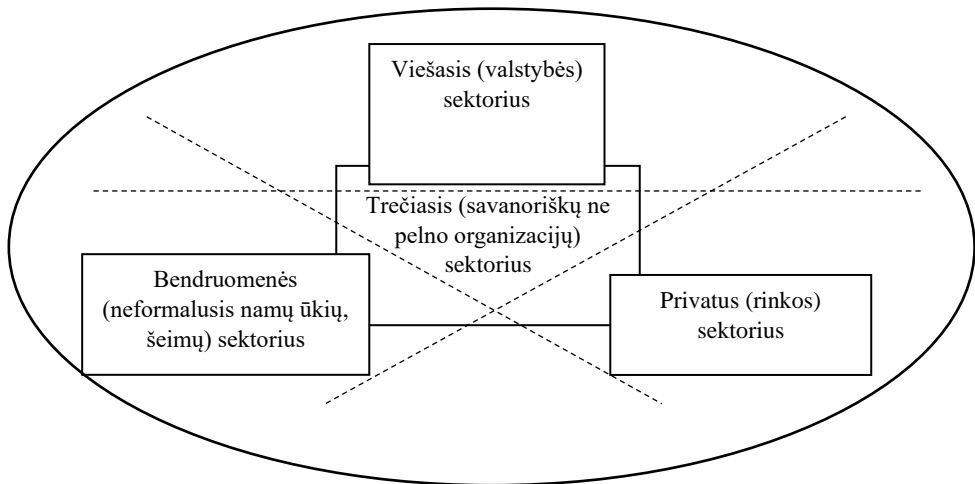 Viešasis (valstybės)
sektorius
Trečiasis (savanoriškų ne
pelno organizacijų)
sektorius
Bendruomenės
(neformalusis namų ūkių,
šeimų) sektorius
Privatus (rinkos)
sektorius